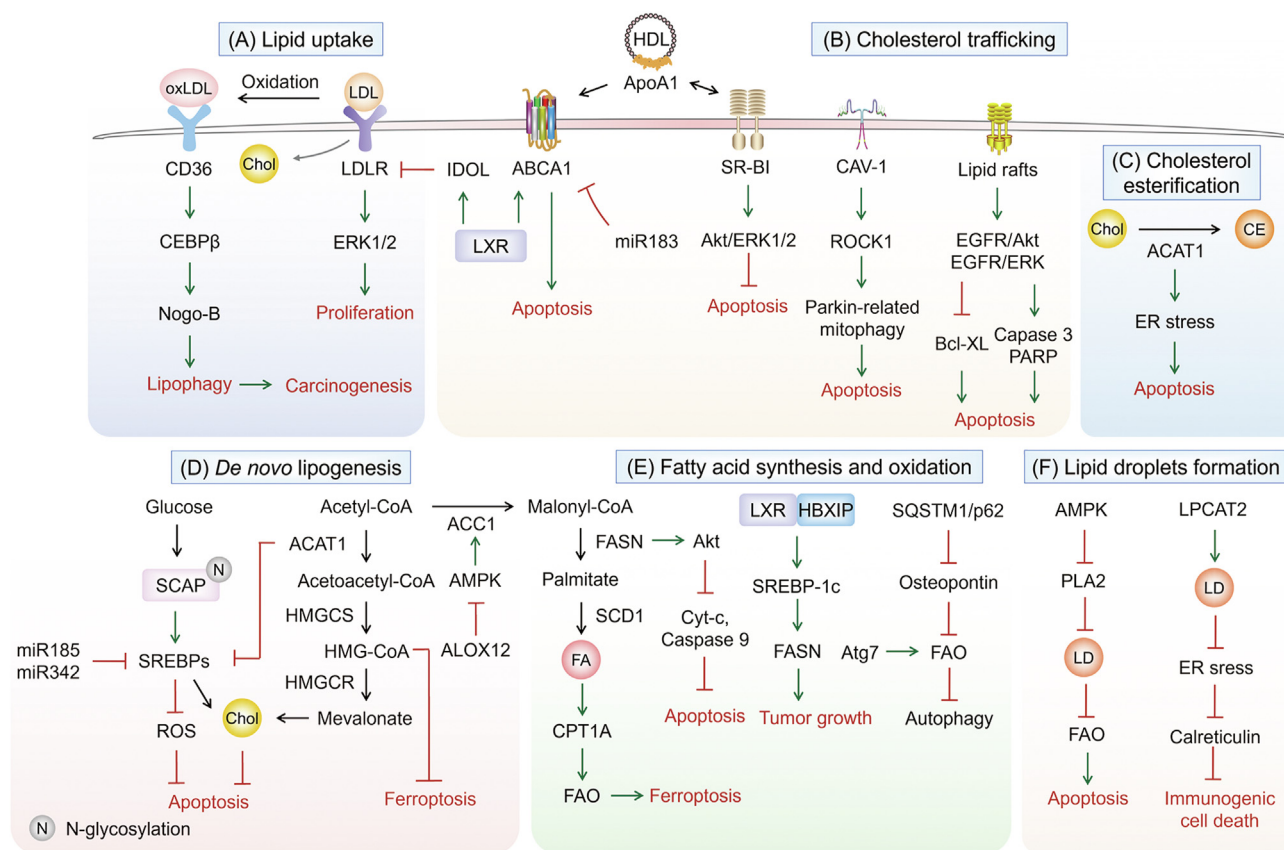 (A) Lipid uptake
oxLDL
Oxidation
LDL
Chol
CD36
LDLR
CEBPβ
ERK1/2
Nogo-B
Proliferation
Lipophagy
Carcinogenesis
(B) Cholesterol trafficking
HDL
ApoA1
IDOL
ABCA1
SR-BI
CAV-1
Lipid rafts
LXR
miR183
Akt/ERK1/2
ROCK1
EGFR/Akt
EGFR/ERK
Apoptosis
Apoptosis
Parkin-related
mitophagy
Bcl-XL
Capase 3
PARP
Apoptosis
Apoptosis
(C) Cholesterol
esterification
Chol
CE
ACAT1
ER stress
Apoptosis
(D) De novo lipogenesis
Glucose
Acetyl-CoA
ACC1
ACAT1
N
SCAP
Acetoacetyl-CoA
AMPK
HMGCS
miR185
miR342
SREBPs
HMG-CoA
ALOX12
HMGCR
Chol
Mevalonate
ROS
Apoptosis
Ferroptosis
N
N-glycosylation
(E) Fatty acid synthesis and oxidation
Malonyl-CoA
LXR
HBXIP
SQSTM1/p62
FASN
Akt
Palmitate
SREBP-1c
Osteopontin
SCD1
Cyt-c,
Caspase 9
FA
FASN
Atg7
FAO
CPT1A
Apoptosis
Tumor growth
Autophagy
FAO
Ferroptosis
(F) Lipid droplets formation
AMPK
LPCAT2
PLA2
LD
LD
ER sress
FAO
Calreticulin
Apoptosis
Immunogenic
cell death